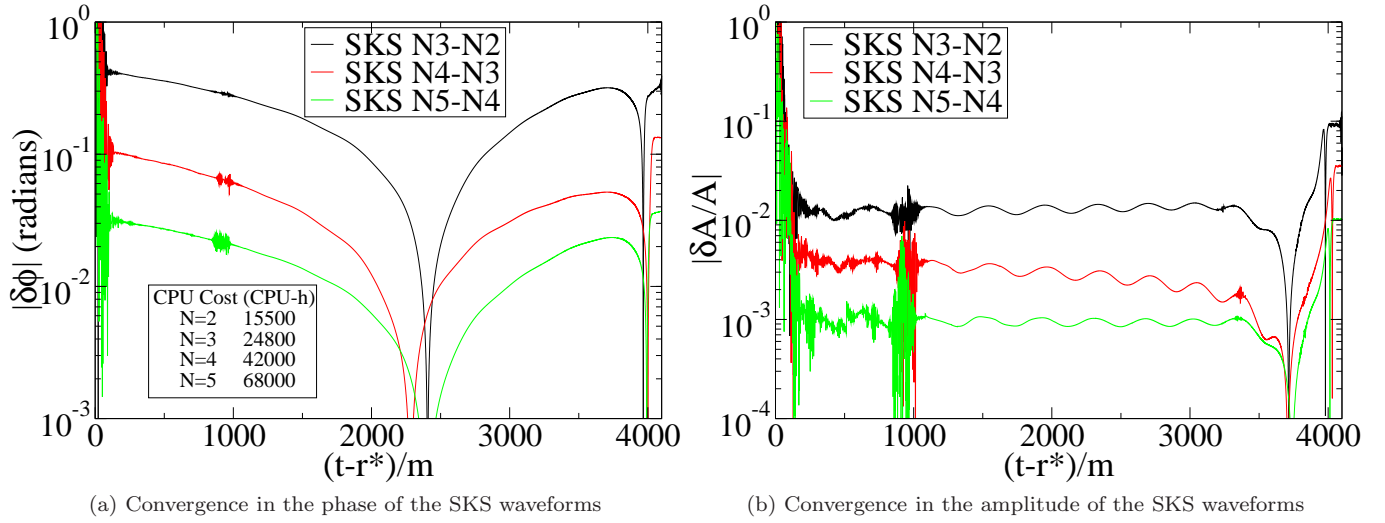 10^0
10^-1
10^-2
10^-3
|δϕ| (radians)
SKS N3-N2
SKS N4-N3
SKS N5-N4
CPU Cost (CPU-h)
N=2 15500
N=3 24800
N=4 42000
N=5 68000
0 1000 2000 3000 4000
(t-r*)/m
(a) Convergence in the phase of the SKS waveforms
10^0
10^-1
10^-2
10^-3
10^-4
|δA/A|
SKS N3-N2
SKS N4-N3
SKS N5-N4
0 1000 2000 3000 4000
(t-r*)/m
(b) Convergence in the amplitude of the SKS waveforms